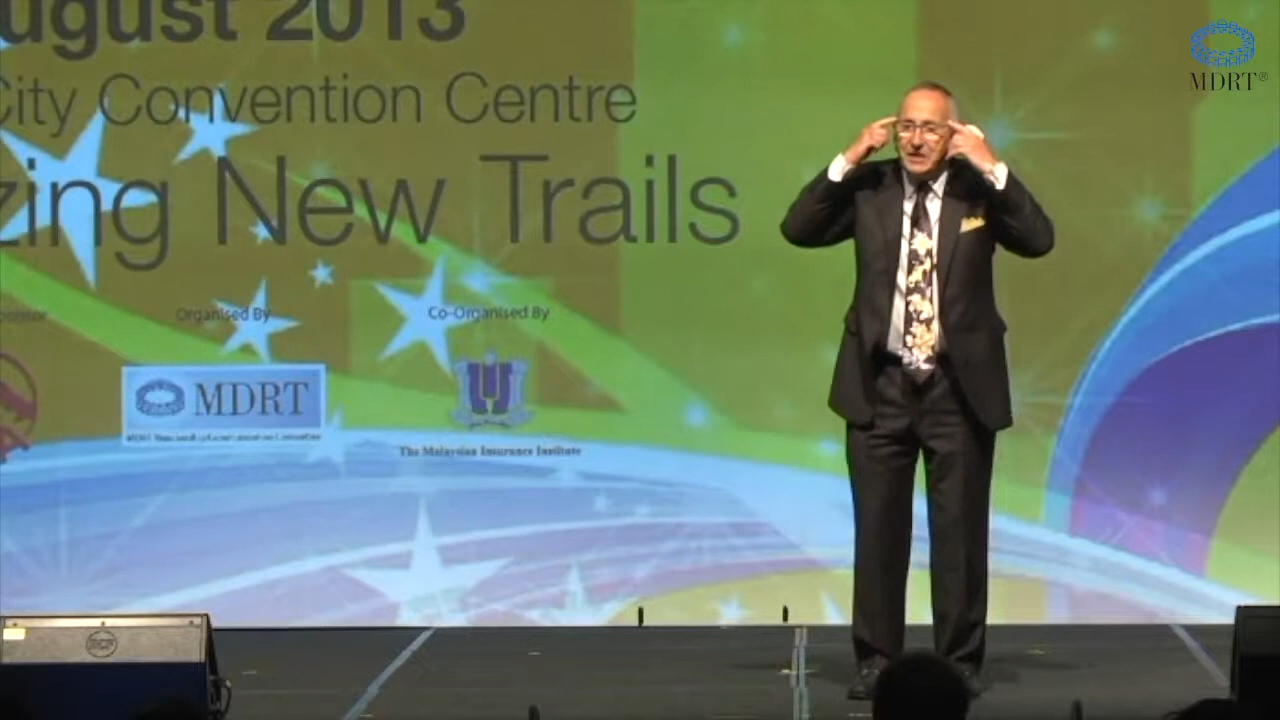 ugust 2013
City Convention Centre
zing New Trails
Organised By
Co-Organised By
MDRT
The Malaysian Insurance Institute
MDRT®